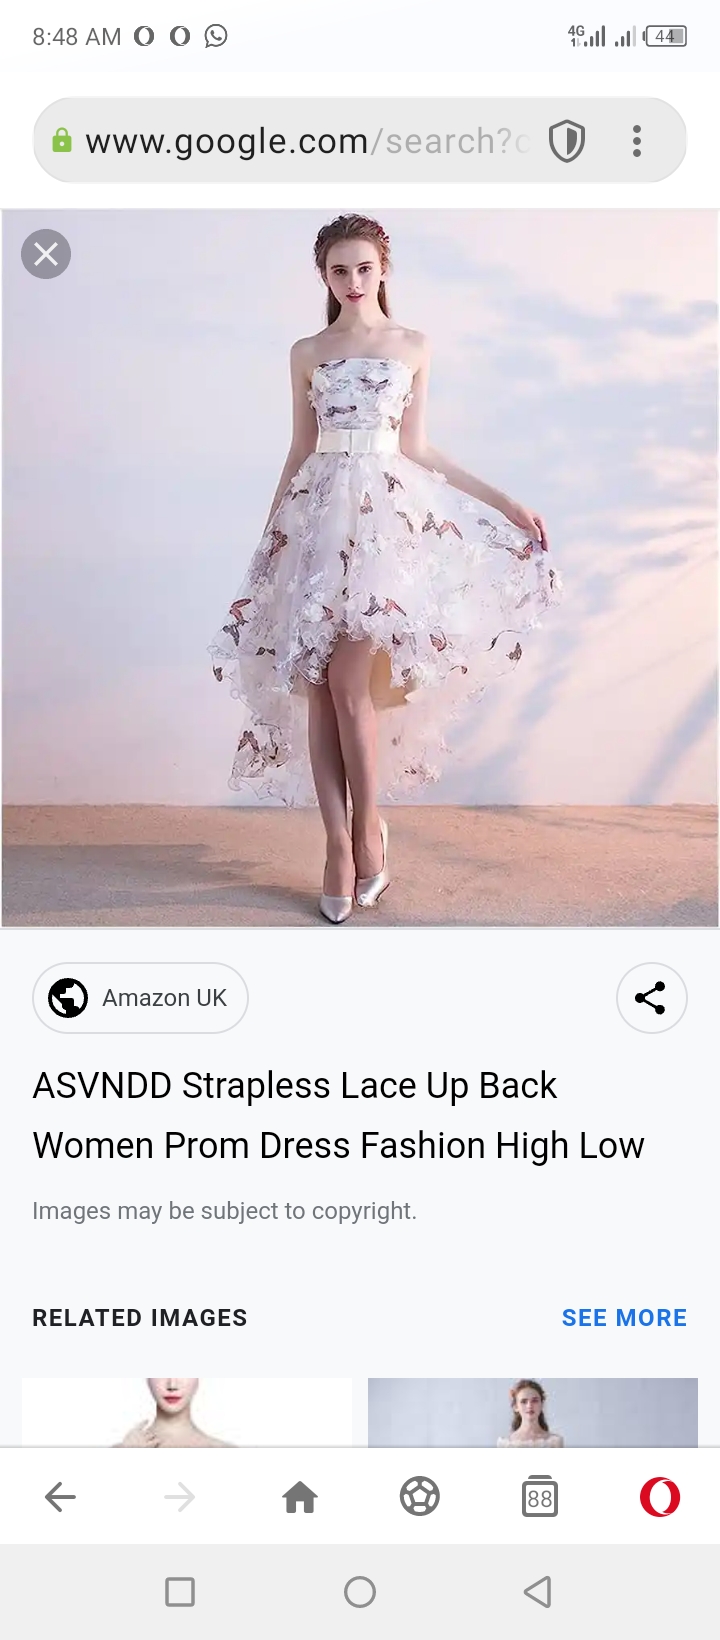 8:48 AM
4G
44
www.google.com/search?
Amazon UK
ASVNDD Strapless Lace Up Back
Women Prom Dress Fashion High Low
Images may be subject to copyright.
RELATED IMAGES
SEE MORE
88